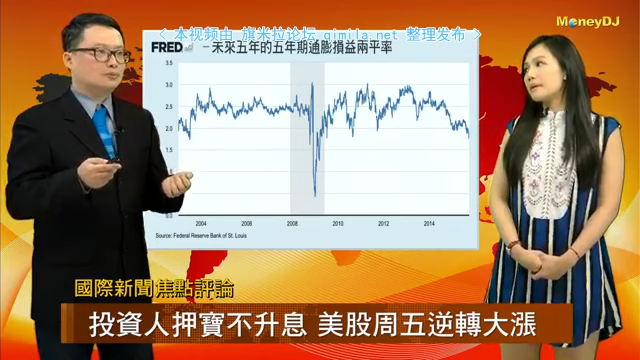 MoneyDJ
< 本视频由 旗米拉论坛 qimila.net 整理发布 >
FRED
－未來五年的五年期通膨損益兩平率
3.5
3.0
2.5
2.0
1.5
1.0
0.5
0.0
2004 2006 2008 2010 2012 2014
Source: Federal Reserve Bank of St. Louis
國際新聞焦點評論
投資人押寶不升息 美股周五逆轉大漲